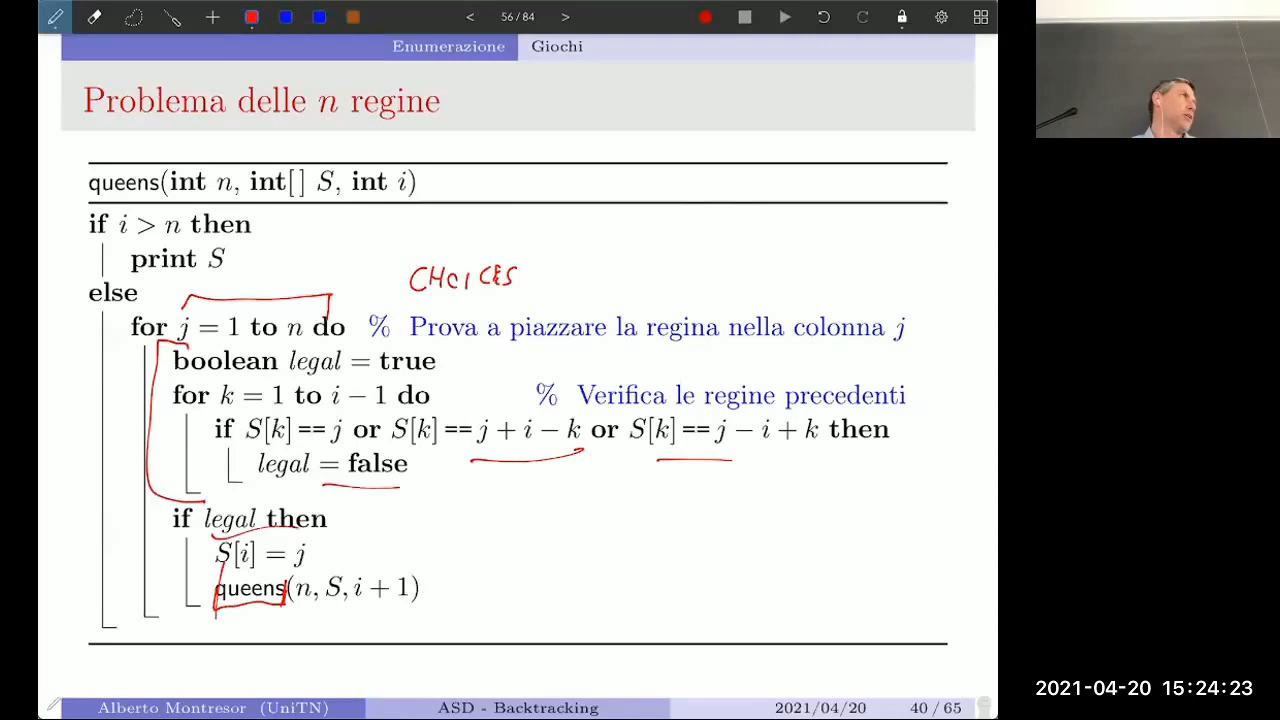 56 / 84
Enumerazione Giochi
Problema delle n regine
queens(int n, int[ ] S, int i)
if i > n then
print S
else
CHOICES
for j = 1 to n do % Prova a piazzare la regina nella colonna j
boolean legal = true
for k = 1 to i − 1 do % Verifica le regine precedenti
if S[k] == j or S[k] == j + i − k or S[k] == j − i + k then
legal = false
if legal then
S[i] = j
queens(n, S, i + 1)
Alberto Montresor (UniTN) ASD - Backtracking 2021/04/20 40 / 65
2021-04-20 15:24:23